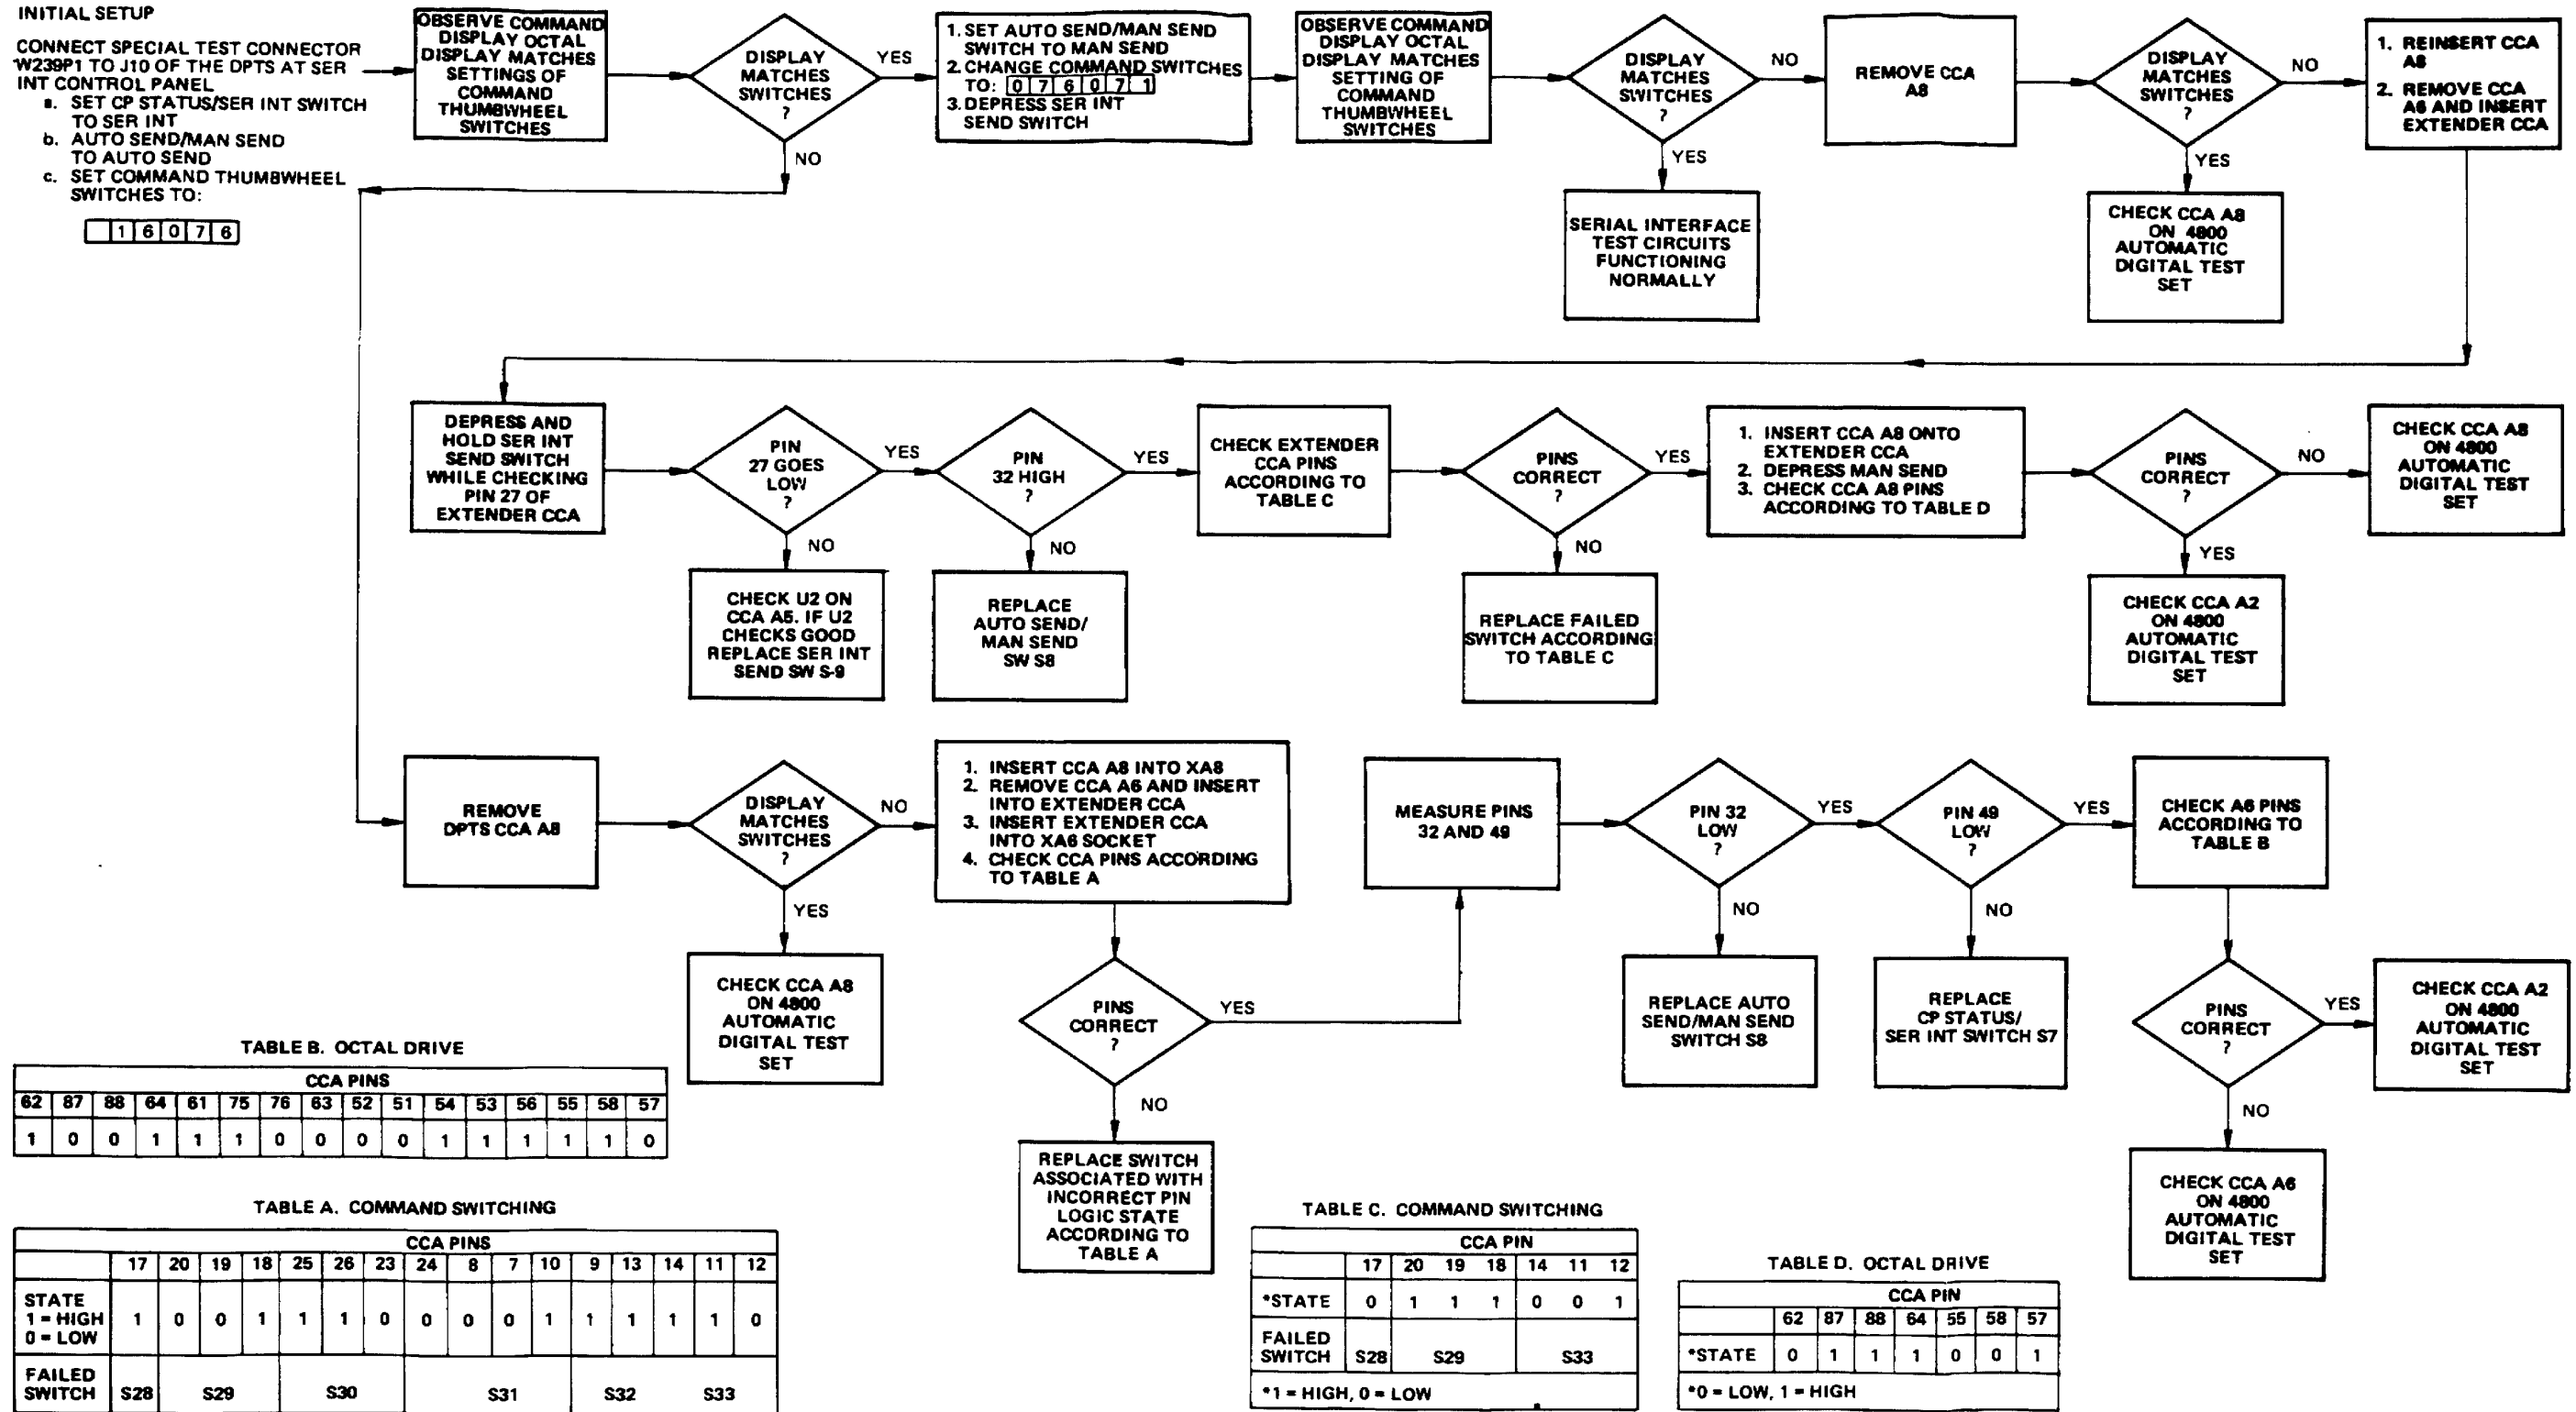 INITIAL SETUP
CONNECT SPECIAL TEST CONNECTOR
W239P1 TO J10 OF THE DPTS AT SER
INT CONTROL PANEL
a. SET CP STATUS/SER INT SWITCH
TO SER INT
b. AUTO SEND/MAN SEND
TO AUTO SEND
c. SET COMMAND THUMBWHEEL
SWITCHES TO:
1 6 0 7 6
OBSERVE COMMAND
DISPLAY OCTAL
DISPLAY MATCHES
SETTINGS OF
COMMAND
THUMBWHEEL
SWITCHES
DISPLAY
MATCHES
SWITCHES
?
YES
NO
1. SET AUTO SEND/MAN SEND
SWITCH TO MAN SEND
2. CHANGE COMMAND SWITCHES
TO: 0 7 6 0 7 1
3. DEPRESS SER INT
SEND SWITCH
OBSERVE COMMAND
DISPLAY OCTAL
DISPLAY MATCHES
SETTING OF
COMMAND
THUMBWHEEL
SWITCHES
DISPLAY
MATCHES
SWITCHES
?
NO
YES
SERIAL INTERFACE
TEST CIRCUITS
FUNCTIONING
NORMALLY
REMOVE CCA
A8
DISPLAY
MATCHES
SWITCHES
?
NO
YES
CHECK CCA A8
ON 4800
AUTOMATIC
DIGITAL TEST
SET
1. REINSERT CCA
A8
2. REMOVE CCA
A6 AND INSERT
EXTENDER CCA
DEPRESS AND
HOLD SER INT
SEND SWITCH
WHILE CHECKING
PIN 27 OF
EXTENDER CCA
PIN
27 GOES
LOW
?
YES
NO
CHECK U2 ON
CCA A5. IF U2
CHECKS GOOD
REPLACE SER INT
SEND SW S-9
PIN
32 HIGH
?
YES
NO
REPLACE
AUTO SEND/
MAN SEND
SW S8
CHECK EXTENDER
CCA PINS
ACCORDING TO
TABLE C
PINS
CORRECT
?
YES
NO
REPLACE FAILED
SWITCH ACCORDING
TO TABLE C
1. INSERT CCA A8 ONTO
EXTENDER CCA
2. DEPRESS MAN SEND
3. CHECK CCA A8 PINS
ACCORDING TO TABLE D
PINS
CORRECT
?
NO
YES
CHECK CCA A8
ON 4800
AUTOMATIC
DIGITAL TEST
SET
CHECK CCA A2
ON 4800
AUTOMATIC
DIGITAL TEST
SET
REMOVE
DPTS CCA A8
DISPLAY
MATCHES
SWITCHES
?
NO
YES
CHECK CCA A8
ON 4800
AUTOMATIC
DIGITAL TEST
SET
1. INSERT CCA A8 INTO XA8
2. REMOVE CCA A6 AND INSERT
INTO EXTENDER CCA
3. INSERT EXTENDER CCA
INTO XA6 SOCKET
4. CHECK CCA PINS ACCORDING
TO TABLE A
PINS
CORRECT
?
YES
NO
REPLACE SWITCH
ASSOCIATED WITH
INCORRECT PIN
LOGIC STATE
ACCORDING TO
TABLE A
MEASURE PINS
32 AND 49
PIN 32
LOW
?
YES
NO
REPLACE AUTO
SEND/MAN SEND
SWITCH S8
PIN 49
LOW
?
YES
NO
REPLACE
CP STATUS/
SER INT SWITCH S7
CHECK A6 PINS
ACCORDING TO
TABLE B
PINS
CORRECT
?
YES
NO
CHECK CCA A2
ON 4800
AUTOMATIC
DIGITAL TEST
SET
CHECK CCA A6
ON 4800
AUTOMATIC
DIGITAL TEST
SET
TABLE B. OCTAL DRIVE
CCA PINS
62 87 88 64 61 75 76 63 52 51 54 53 56 55 58 57
1 0 0 1 1 1 0 0 0 0 1 1 1 1 1 0
TABLE A. COMMAND SWITCHING
CCA PINS
17 20 19 18 25 26 23 24 8 7 10 9 13 14 11 12
STATE
1 = HIGH
0 = LOW
1 0 0 1 1 1 0 0 0 0 1 1 1 1 1 0
FAILED
SWITCH
S28 S29 S30 S31 S32 S33
TABLE C. COMMAND SWITCHING
CCA PIN
17 20 19 18 14 11 12
*STATE 0 1 1 1 0 0 1
FAILED
SWITCH
S28 S29 S33
*1 = HIGH, 0 = LOW
TABLE D. OCTAL DRIVE
CCA PIN
62 87 88 64 55 58 57
*STATE 0 1 1 1 0 0 1
*0 = LOW, 1 = HIGH